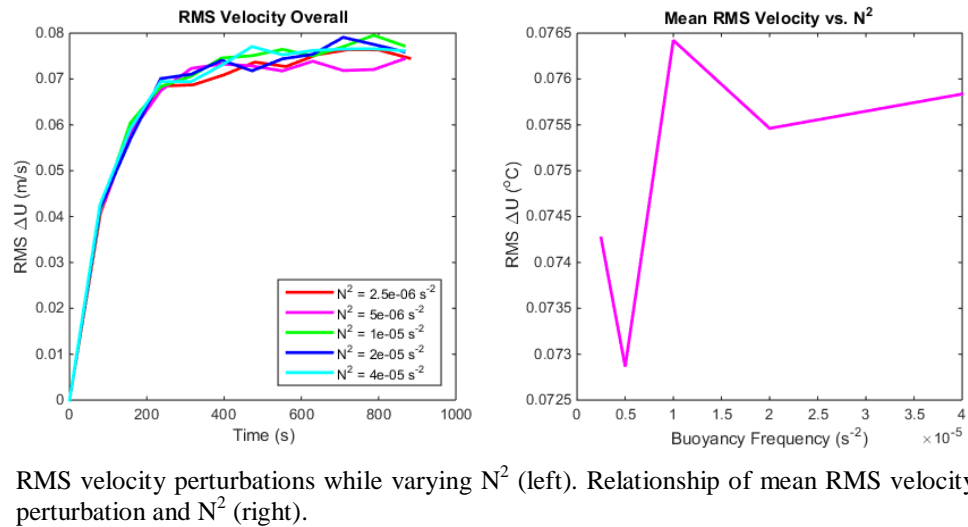 RMS Velocity Overall
RMS ΔU (m/s)
0.08
0.07
0.06
0.05
0.04
0.03
0.02
0.01
0
0 200 400 600 800 1000
Time (s)
N² = 2.5e-06 s⁻²
N² = 5e-06 s⁻²
N² = 1e-05 s⁻²
N² = 2e-05 s⁻²
N² = 4e-05 s⁻²
Mean RMS Velocity vs. N²
RMS ΔU (°C)
0.0765
0.076
0.0755
0.075
0.0745
0.074
0.0735
0.073
0.0725
0 0.5 1 1.5 2 2.5 3 3.5 4
×10⁻⁵
Buoyancy Frequency (s⁻²)
RMS velocity perturbations while varying N² (left). Relationship of mean RMS velocity
perturbation and N² (right).